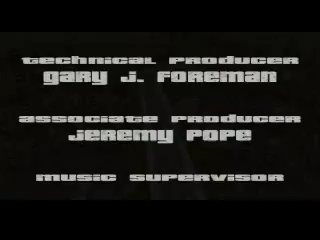 technical producer
Gary J. Foreman
associate producer
Jeremy Pope
music supervisor